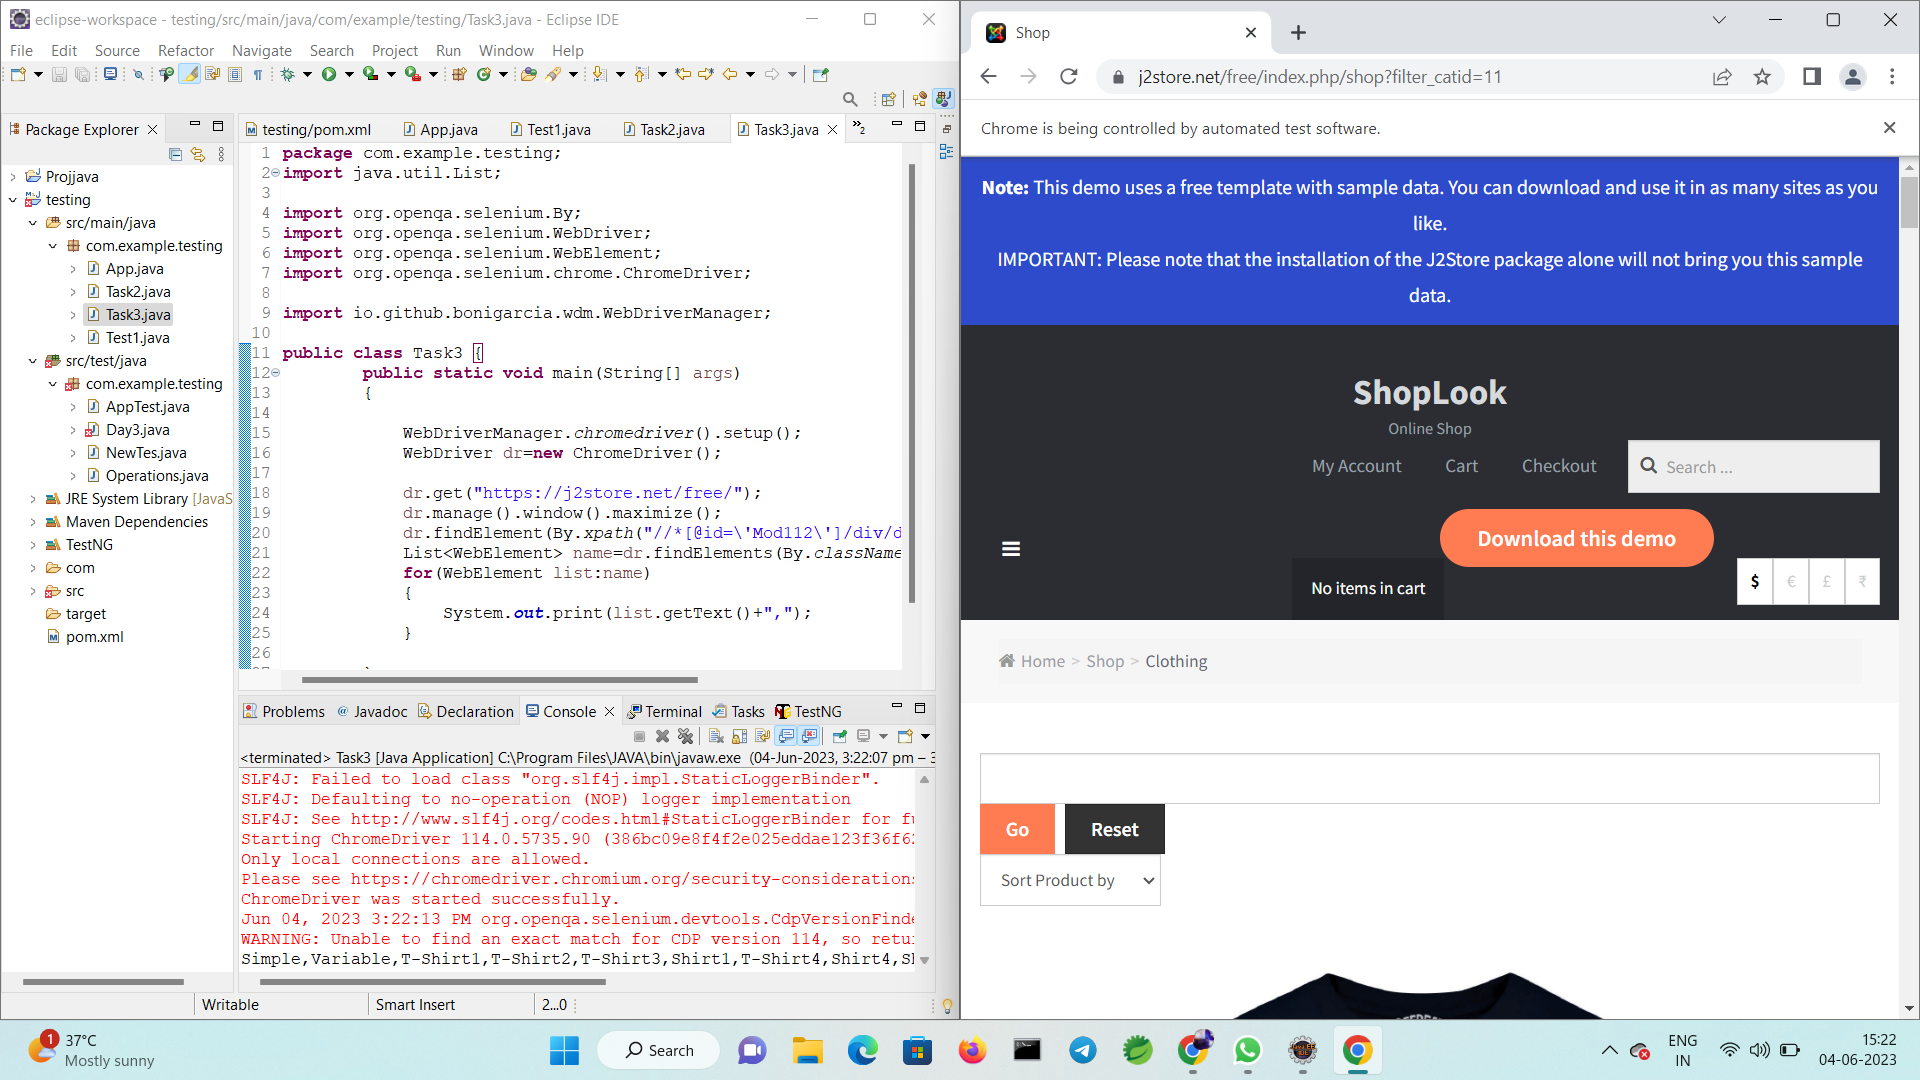 eclipse-workspace - testing/src/main/java/com/example/testing/Task3.java - Eclipse IDE
File Edit Source Refactor Navigate Search Project Run Window Help
Package Explorer
Projjava
testing
src/main/java
com.example.testing
App.java
Task2.java
Task3.java
Test1.java
src/test/java
com.example.testing
AppTest.java
Day3.java
NewTes.java
Operations.java
JRE System Library [JavaS
Maven Dependencies
TestNG
com
src
target
pom.xml
testing/pom.xml App.java Test1.java Task2.java Task3.java 2
1 package com.example.testing;
2 import java.util.List;
3
4 import org.openqa.selenium.By;
5 import org.openqa.selenium.WebDriver;
6 import org.openqa.selenium.WebElement;
7 import org.openqa.selenium.chrome.ChromeDriver;
8
9 import io.github.bonigarcia.wdm.WebDriverManager;
10
11 public class Task3 {
12 public static void main(String[] args)
13 {
14
15 WebDriverManager.chromedriver().setup();
16 WebDriver dr=new ChromeDriver();
17
18 dr.get("https://j2store.net/free/");
19 dr.manage().window().maximize();
20 dr.findElement(By.xpath("//*[@id=\'Mod112\']/div/d
21 List<WebElement> name=dr.findElements(By.className
22 for(WebElement list:name)
23 {
24 System.out.print(list.getText()+",");
25 }
26
Problems Javadoc Declaration Console Terminal Tasks TestNG
<terminated> Task3 [Java Application] C:\Program Files\JAVA\bin\javaw.exe (04-Jun-2023, 3:22:07 pm – 3
SLF4J: Failed to load class "org.slf4j.impl.StaticLoggerBinder".
SLF4J: Defaulting to no-operation (NOP) logger implementation
SLF4J: See http://www.slf4j.org/codes.html#StaticLoggerBinder for fu
Starting ChromeDriver 114.0.5735.90 (386bc09e8f4f2e025eddae123f36f62
Only local connections are allowed.
Please see https://chromedriver.chromium.org/security-considerations
ChromeDriver was started successfully.
Jun 04, 2023 3:22:13 PM org.openqa.selenium.devtools.CdpVersionFinde
WARNING: Unable to find an exact match for CDP version 114, so retu
Simple,Variable,T-Shirt1,T-Shirt2,T-Shirt3,Shirt1,T-Shirt4,Shirt4,Sh
Writable Smart Insert 2...0
Shop
j2store.net/free/index.php/shop?filter_catid=11
Chrome is being controlled by automated test software.
Note: This demo uses a free template with sample data. You can download and use it in as many sites as you
like.
IMPORTANT: Please note that the installation of the J2Store package alone will not bring you this sample
data.
ShopLook
Online Shop
My Account Cart Checkout Search ...
Download this demo
No items in cart
$ € £ ₹
Home > Shop > Clothing
Go Reset
Sort Product by
1 37°C
Mostly sunny
Search
ENG
IN
15:22
04-06-2023